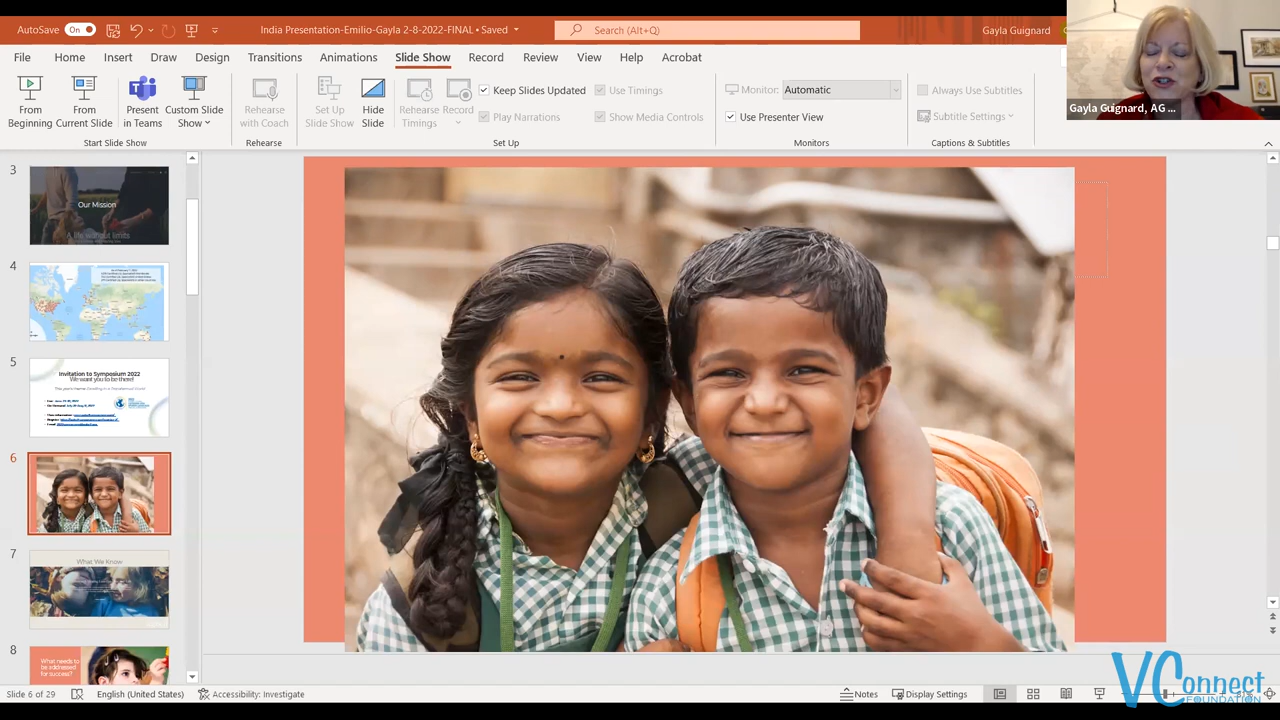 AutoSave On
India Presentation-Emilio-Gayla 2-8-2022-FINAL • Saved
Search (Alt+Q)
Gayla Guignard
Gayla Guignard, AG ...
File Home Insert Draw Design Transitions Animations Slide Show Record Review View Help Acrobat
From Beginning
From Current Slide
Present in Teams
Custom Slide Show
Start Slide Show
Rehearse with Coach
Rehearse
Set Up Slide Show
Hide Slide
Rehearse Timings
Record
Keep Slides Updated
Play Narrations
Use Timings
Show Media Controls
Set Up
Monitor: Automatic
Use Presenter View
Monitors
Always Use Subtitles
Subtitle Settings
Captions & Subtitles
3
Our Mission
A life without limits
4
5
Invitation to Symposium 2022
We want you to be there!
6
7
What We Know
8
What needs to be addressed for success?
Slide 6 of 29
English (United States)
Accessibility: Investigate
Notes
Display Settings
VConnect
FOUNDATION